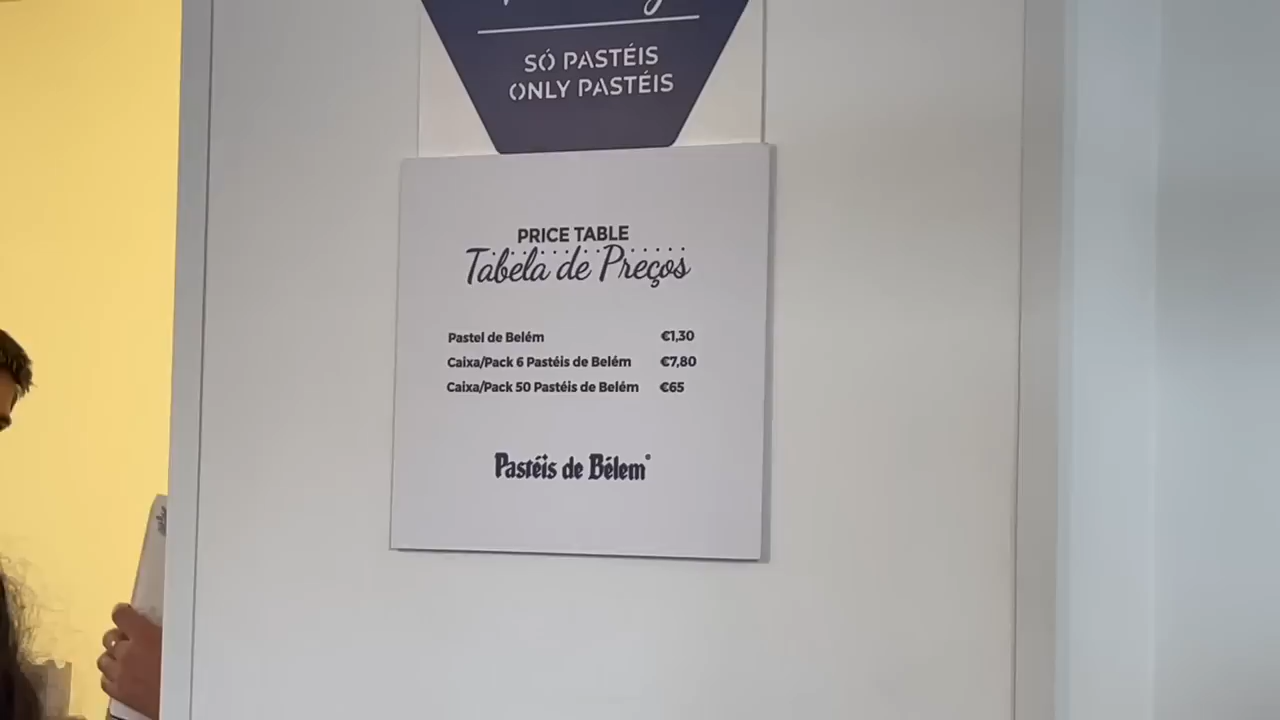 SÓ PASTÉIS
ONLY PASTÉIS
PRICE TABLE
Tabela de Preços
Pastel de Belém €1,30
Caixa/Pack 6 Pastéis de Belém €7,80
Caixa/Pack 50 Pastéis de Belém €65
Pastéis de Bélem®